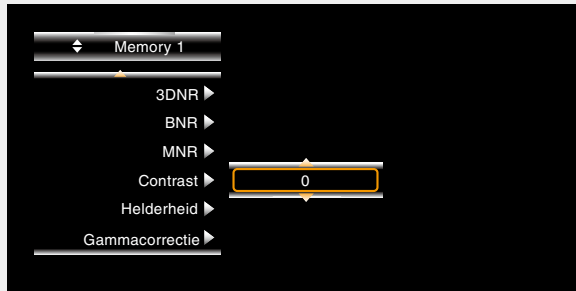 Memory 1
3DNR
BNR
MNR
Contrast
0
Helderheid
Gammacorrectie